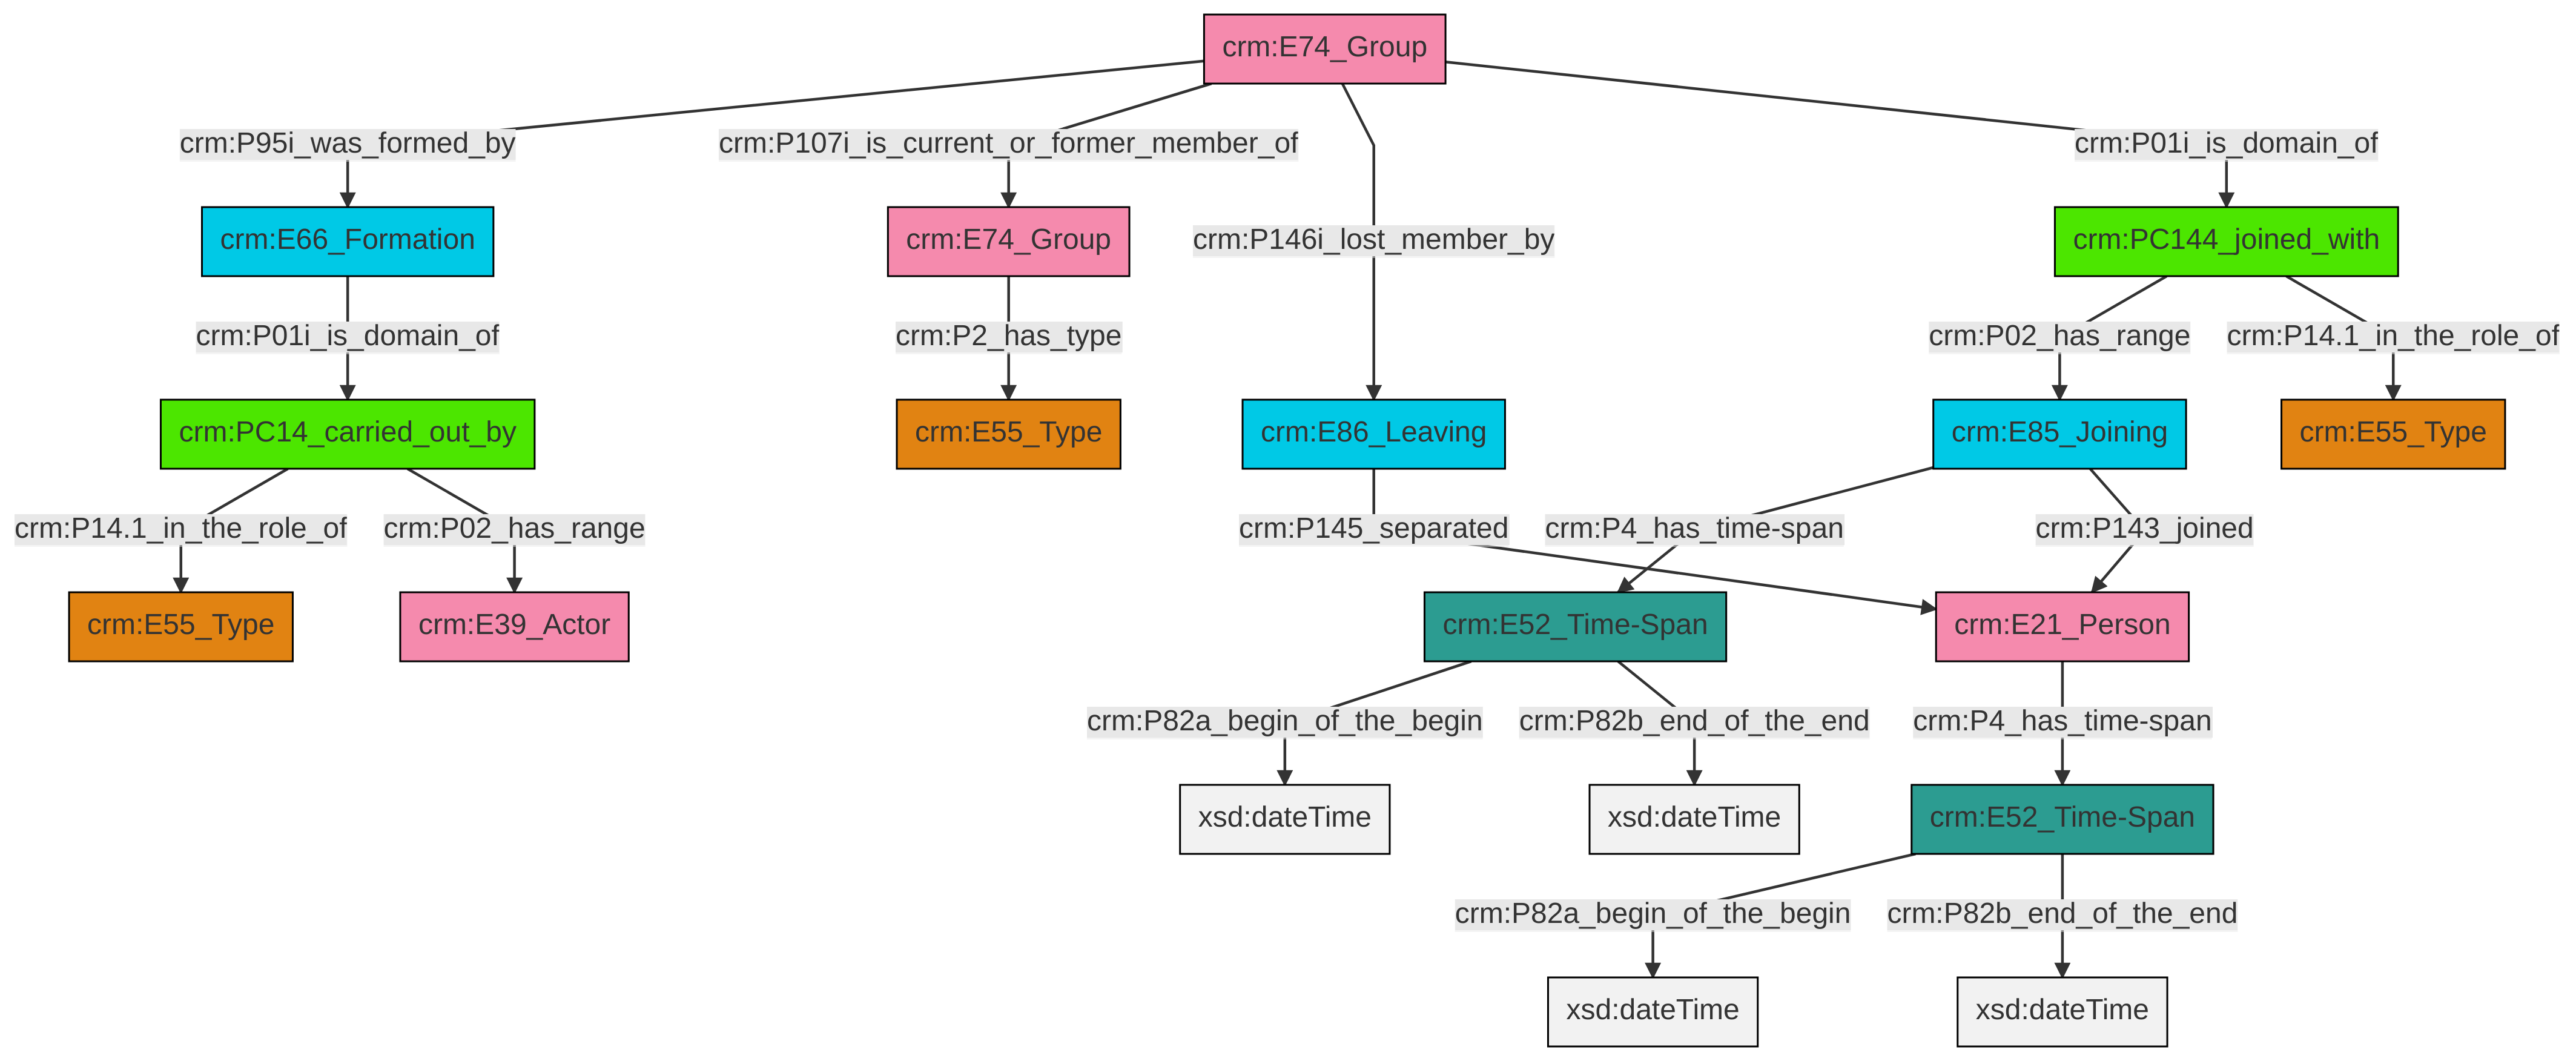 crm:E74_Group
crm:P95i_was_formed_by
crm:P107i_is_current_or_former_member_of
crm:P01i_is_domain_of
crm:E66_Formation
crm:E74_Group
crm:P146i_lost_member_by
crm:PC144_joined_with
crm:P01i_is_domain_of
crm:P2_has_type
crm:P02_has_range
crm:P14.1_in_the_role_of
crm:PC14_carried_out_by
crm:E55_Type
crm:E86_Leaving
crm:E85_Joining
crm:E55_Type
crm:P14.1_in_the_role_of
crm:P02_has_range
crm:P145_separated
crm:P4_has_time-span
crm:P143_joined
crm:E55_Type
crm:E39_Actor
crm:E52_Time-Span
crm:E21_Person
crm:P82a_begin_of_the_begin
crm:P82b_end_of_the_end
crm:P4_has_time-span
xsd:dateTime
xsd:dateTime
crm:E52_Time-Span
crm:P82a_begin_of_the_begin
crm:P82b_end_of_the_end
xsd:dateTime
xsd:dateTime